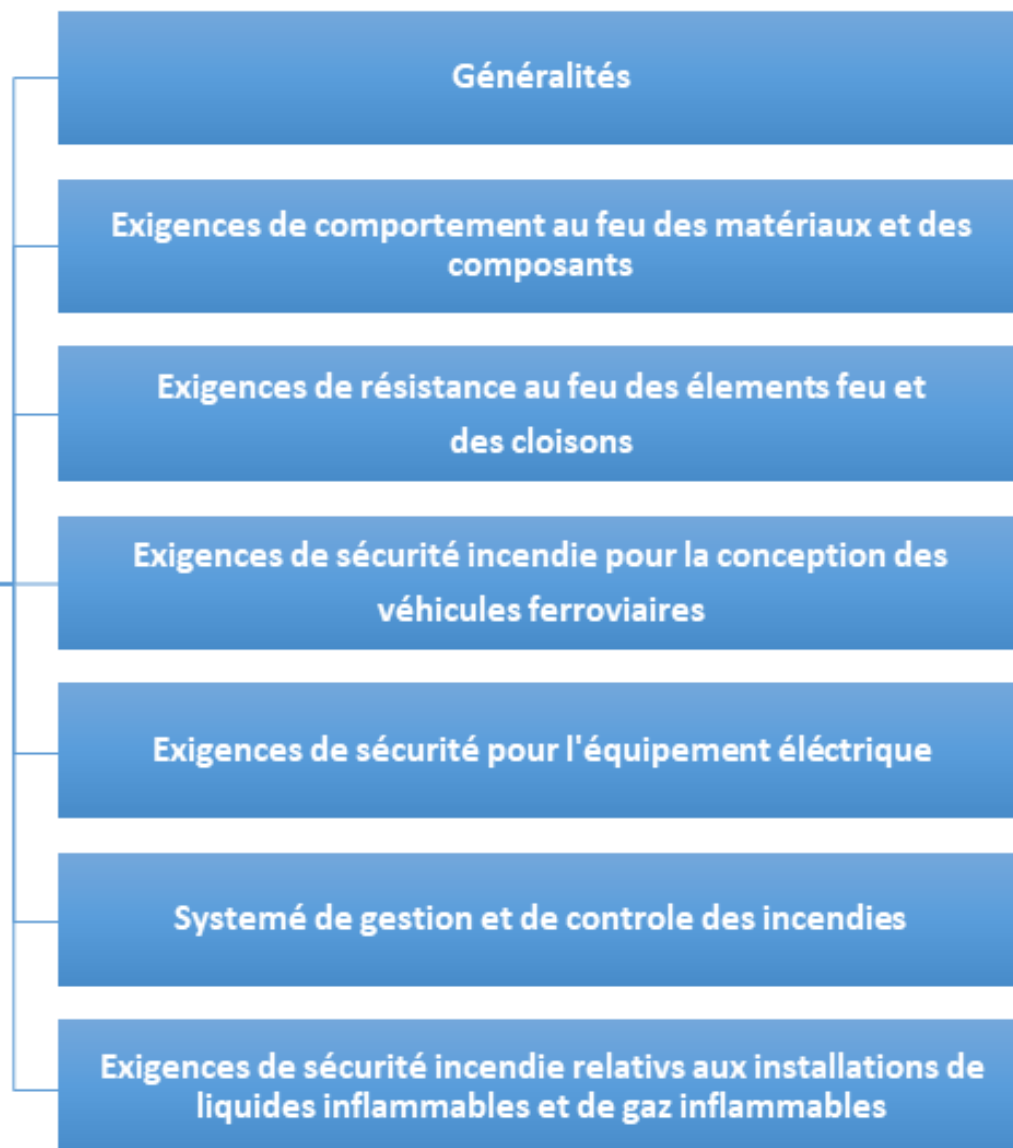 Généralités
Exigences de comportement au feu des matériaux et des
composants
Exigences de résistance au feu des élements feu et
des cloisons
Exigences de sécurité incendie pour la conception des
véhicules ferroviaires
Exigences de sécurité pour l'équipement éléctrique
Systemé de gestion et de controle des incendies
Exigences de sécurité incendie relativs aux installations de
liquides inflammables et de gaz inflammables